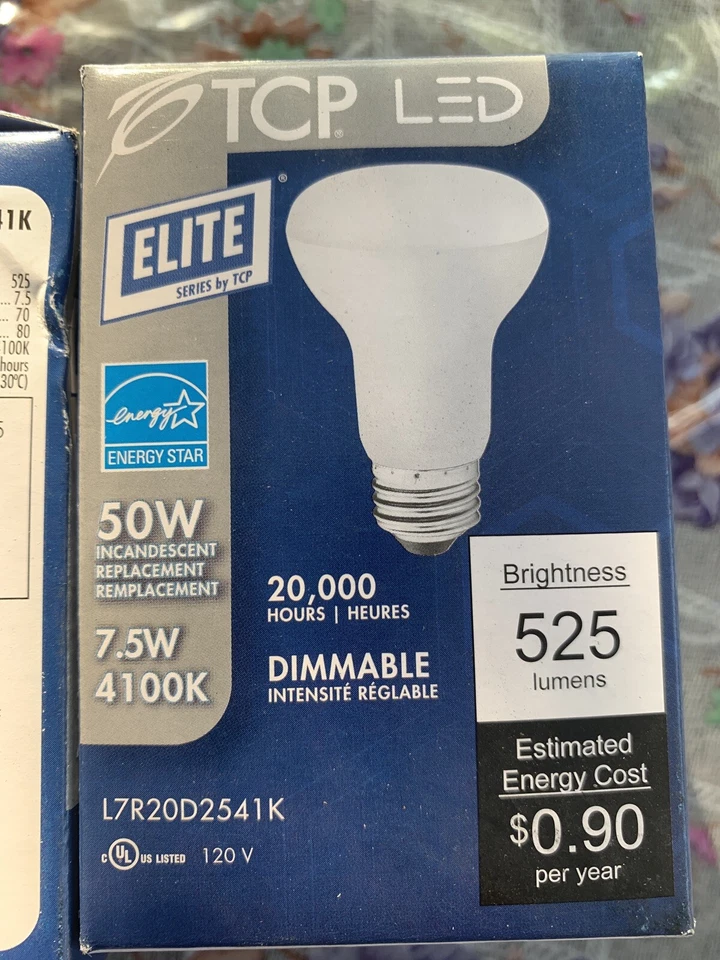 TCP® LED
ELITE®
SERIES by TCP
energy
ENERGY STAR
50W
INCANDESCENT
REPLACEMENT
REMPLACEMENT
7.5W
4100K
20,000
HOURS | HEURES
DIMMABLE
INTENSITÉ RÉGLABLE
Brightness
525
lumens
Estimated
Energy Cost
$0.90
per year
L7R20D2541K
C UL US LISTED 120 V
41K
525
... 7.5
... 70
... 80
100K
hours
30°C)